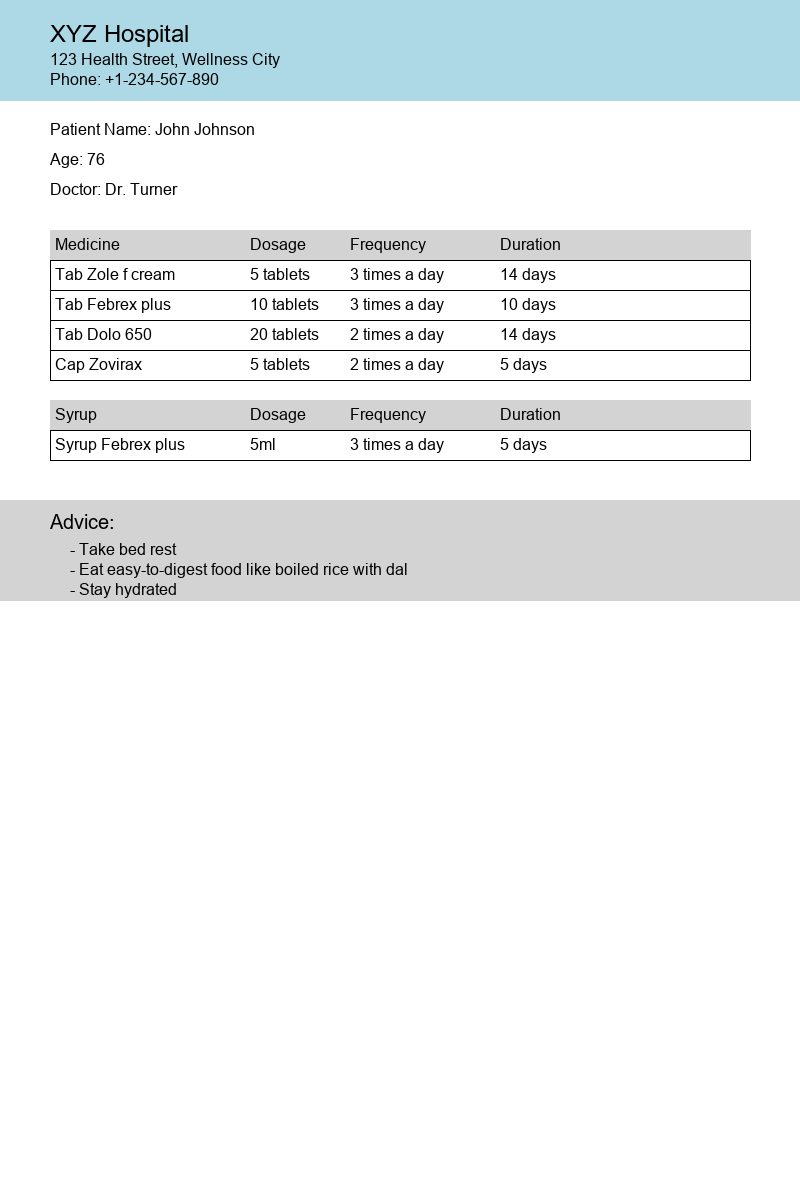 XYZ Hospital
123 Health Street, Wellness City
Phone: +1-234-567-890
Patient Name: John Johnson
Age: 76
Doctor: Dr. Turner
Medicine Dosage Frequency Duration
Tab Zole f cream 5 tablets 3 times a day 14 days
Tab Febrex plus 10 tablets 3 times a day 10 days
Tab Dolo 650 20 tablets 2 times a day 14 days
Cap Zovirax 5 tablets 2 times a day 5 days
Syrup Dosage Frequency Duration
Syrup Febrex plus 5ml 3 times a day 5 days
Advice:
- Take bed rest
- Eat easy-to-digest food like boiled rice with dal
- Stay hydrated